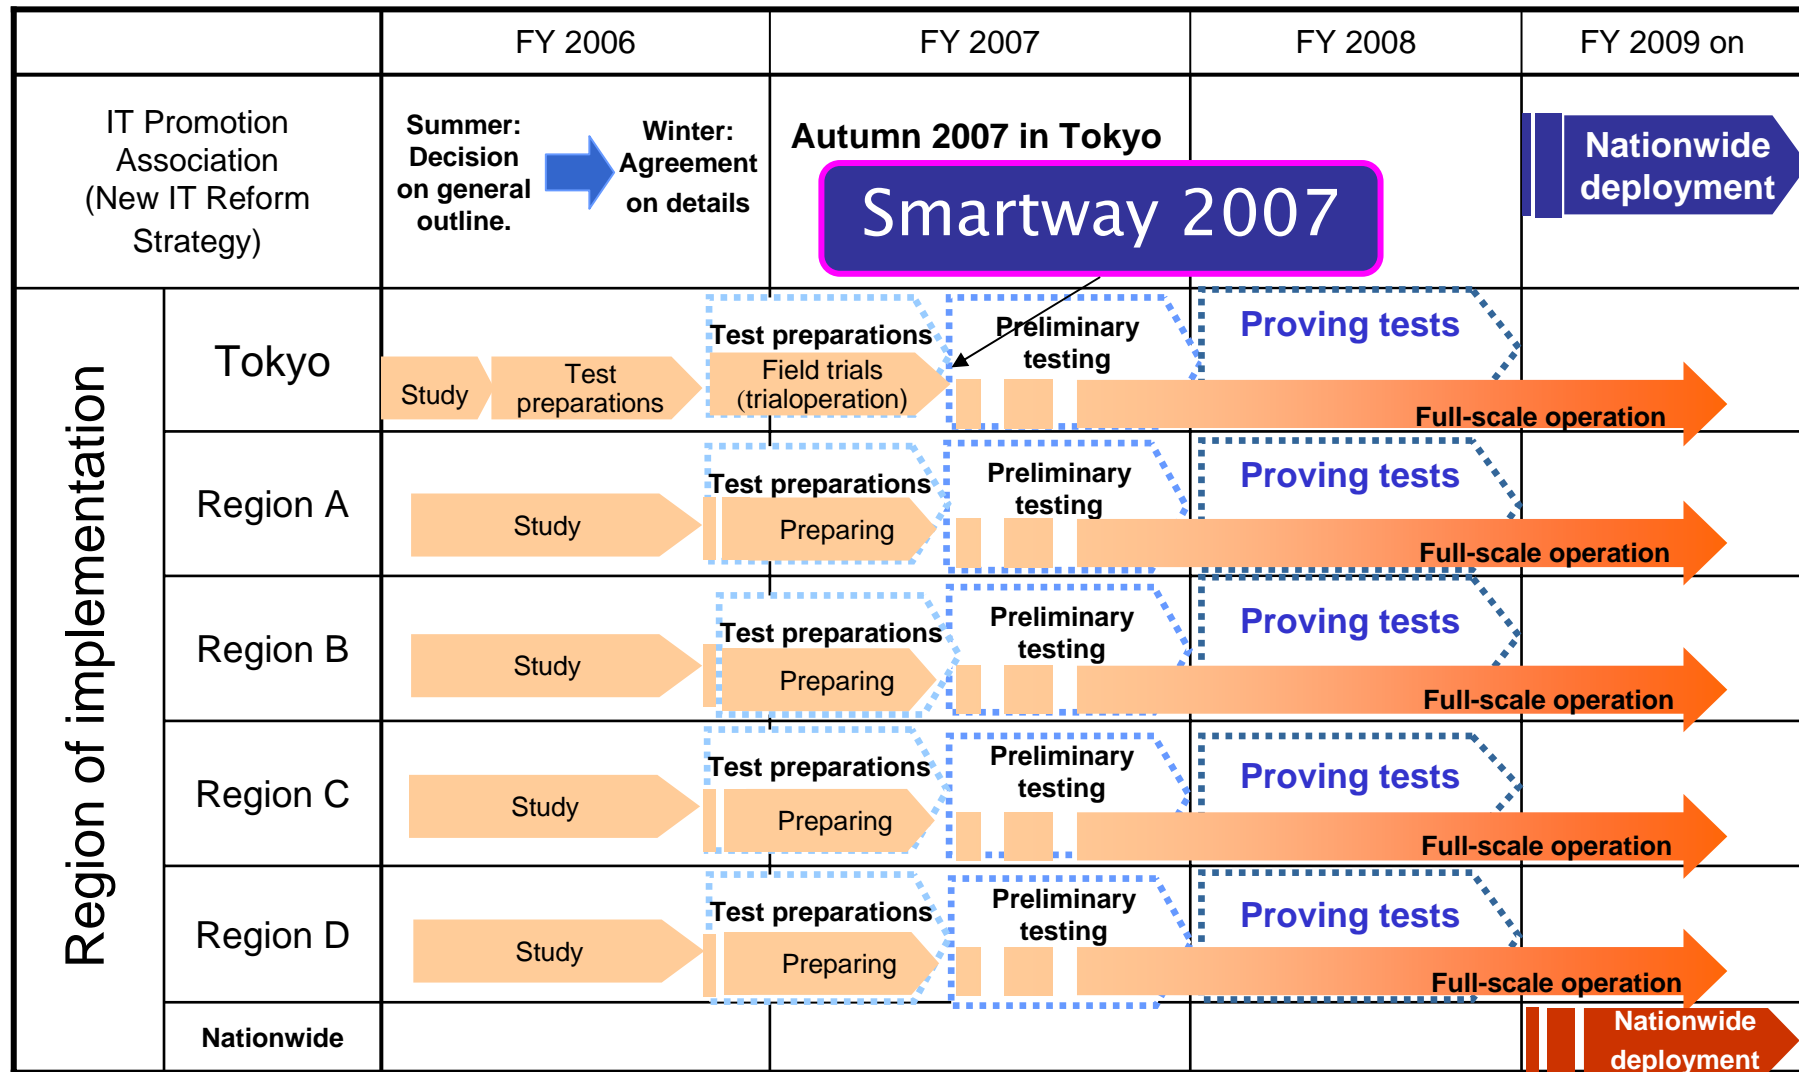 FY 2006
FY 2007
FY 2008
FY 2009 on
IT Promotion
Association
(New IT Reform
Strategy)
Summer:
Decision
on general
outline.
Winter:
Agreement
on details
Autumn 2007 in Tokyo
Smartway 2007
Nationwide
deployment
Region of implementation
Tokyo
Study
Test
preparations
Test preparations
Field trials
(trialoperation)
Preliminary
testing
Proving tests
Full-scale operation
Region A
Study
Test preparations
Preparing
Preliminary
testing
Proving tests
Full-scale operation
Region B
Study
Test preparations
Preparing
Preliminary
testing
Proving tests
Full-scale operation
Region C
Study
Test preparations
Preparing
Preliminary
testing
Proving tests
Full-scale operation
Region D
Study
Test preparations
Preparing
Preliminary
testing
Proving tests
Full-scale operation
Nationwide
Nationwide
deployment